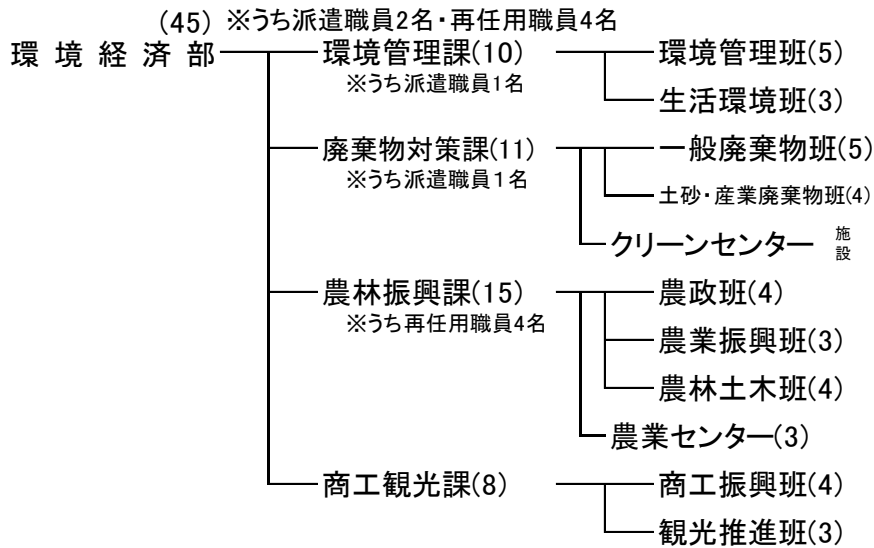 (45) ※うち派遣職員2名・再任用職員4名
環境経済部 環境管理課(10) 環境管理班(5)
※うち派遣職員1名
生活環境班(3)
廃棄物対策課(11) 一般廃棄物班(5)
※うち派遣職員１名
土砂・産業廃棄物班(4)
クリーンセンター 施設
農林振興課(15) 農政班(4)
※うち再任用職員4名
農業振興班(3)
農林土木班(4)
農業センター(3)
商工観光課(8) 商工振興班(4)
観光推進班(3)